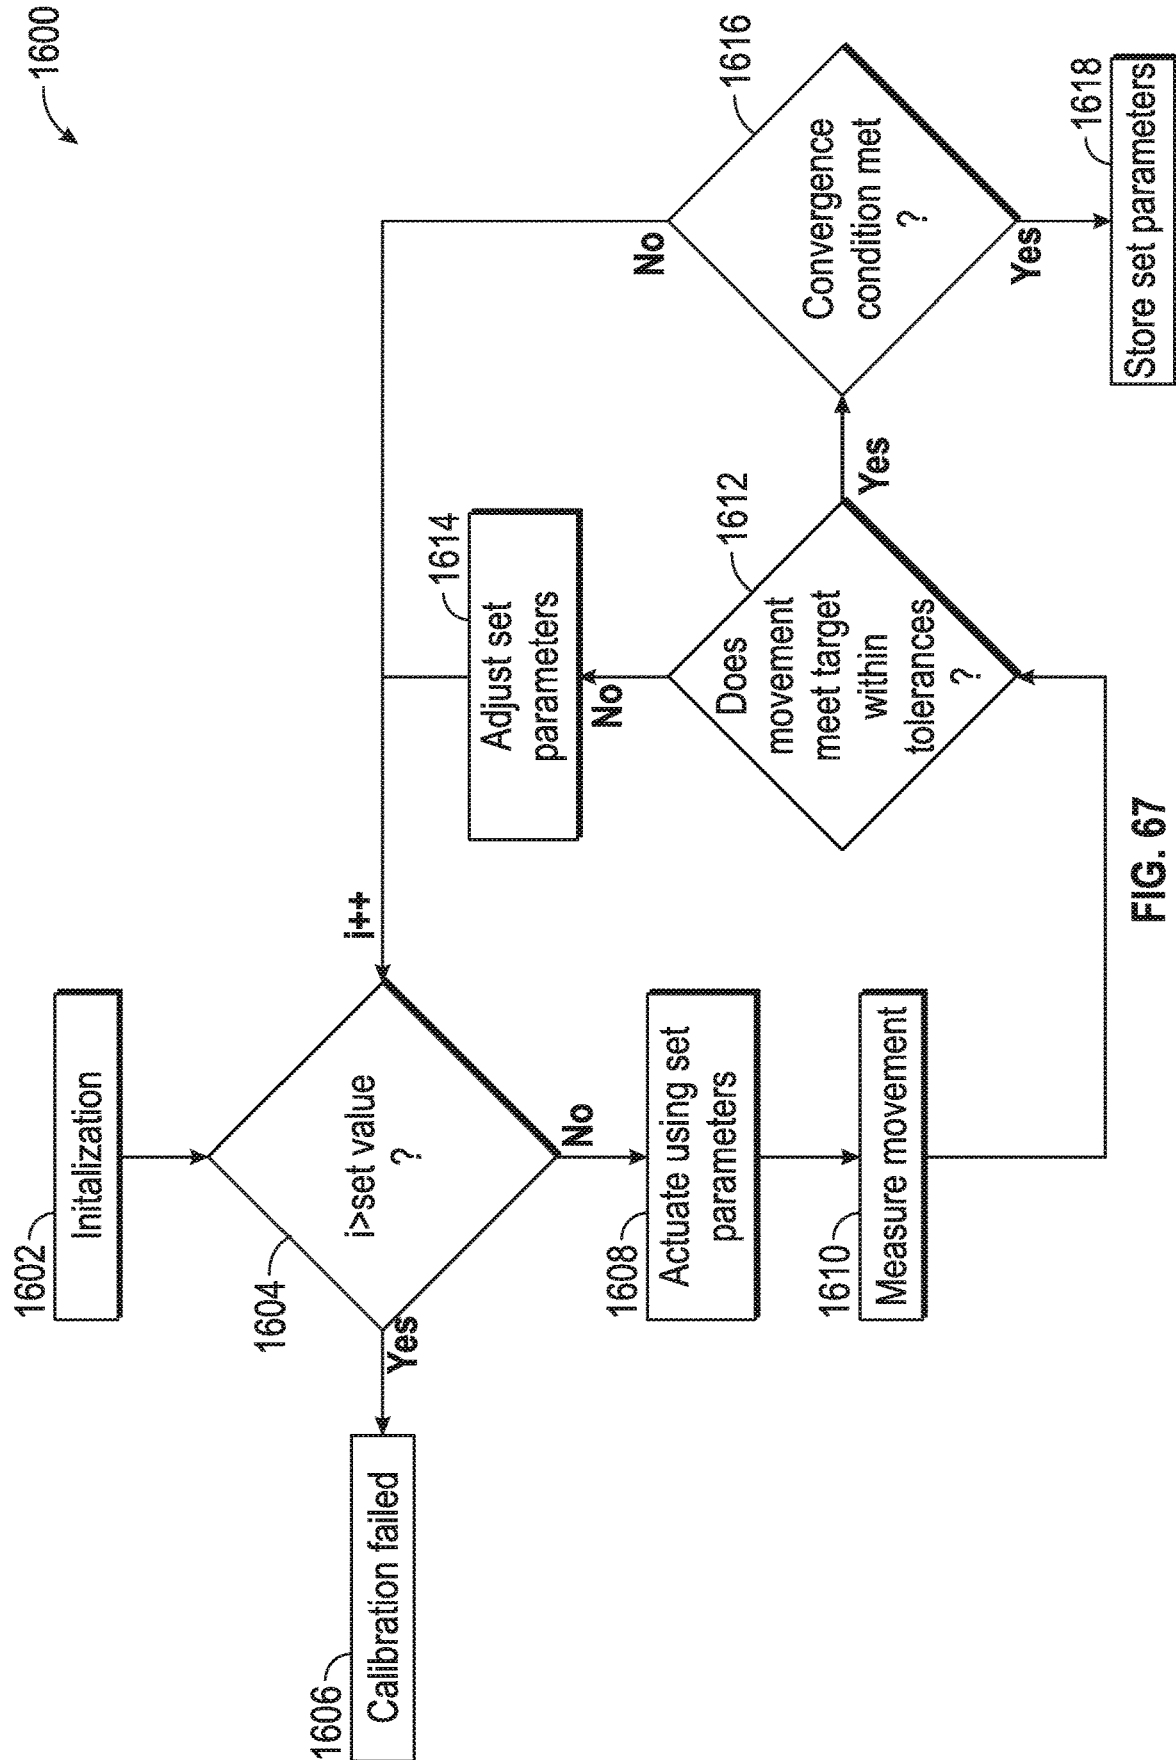 1600
1602
Initalization
1604
i>set value
?
Yes
1606
Calibration failed
No
1608
Actuate using set
parameters
1610
Measure movement
i++
1612
Does
movement
meet target
within
tolerances
?
No
1614
Adjust set
parameters
Yes
1616
Convergence
condition met
?
No
Yes
1618
Store set parameters
FIG. 67